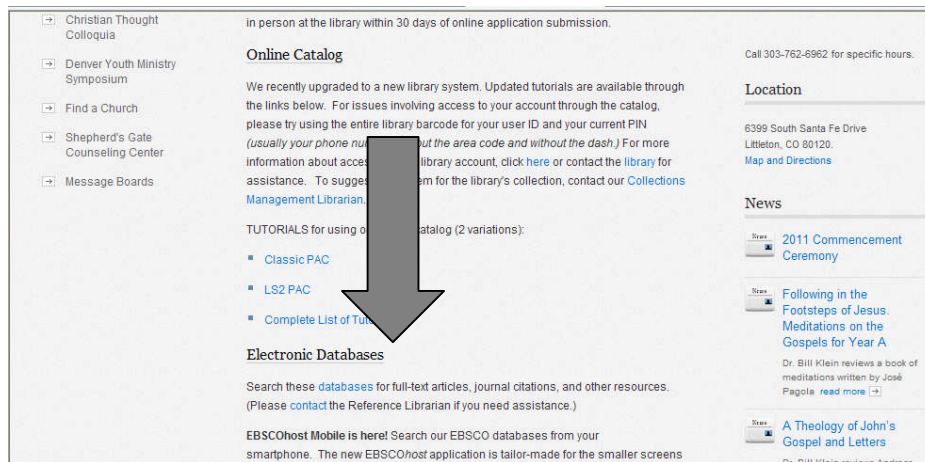 Christian Thought
Colloquia
Denver Youth Ministry
Symposium
Find a Church
Shepherd's Gate
Counseling Center
Message Boards
in person at the library within 30 days of online application submission.
Online Catalog
We recently upgraded to a new library system. Updated tutorials are available through
the links below. For issues involving access to your account through the catalog,
please try using the entire library barcode for your user ID and your current PIN
(usually your phone out the area code and without the dash.) For more
information about library account, click here or contact the library for
assistance. To for the library's collection, contact our Collections
Management Librarian.
TUTORIALS for using (2 variations):
Classic PAC
LS2 PAC
Complete List of
Electronic Databases
Search these databases for full-text articles, journal citations, and other resources.
(Please contact the Reference Librarian if you need assistance.)
EBSCOhost Mobile is here! Search our EBSCO databases from your
smartphone. The new EBSCOhost application is tailor-made for the smaller screens
Call 303-762-6962 for specific hours.
Location
6399 South Santa Fe Drive
Littleton, CO 80120.
Map and Directions
News
News
2011 Commencement
Ceremony
News
Following in the
Footsteps of Jesus.
Meditations on the
Gospels for Year A
Dr. Bill Klein reviews a book of
meditations written by José
Pagola read more
News
A Theology of John's
Gospel and Letters
Dr. Bill Klein reviews Andreas